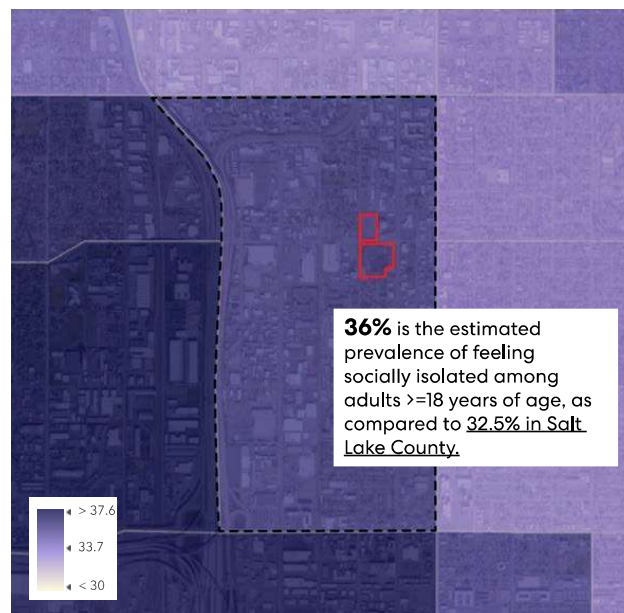 36% is the estimated
prevalence of feeling
socially isolated among
adults >=18 years of age, as
compared to 32.5% in Salt
Lake County.
> 37.6
33.7
< 30